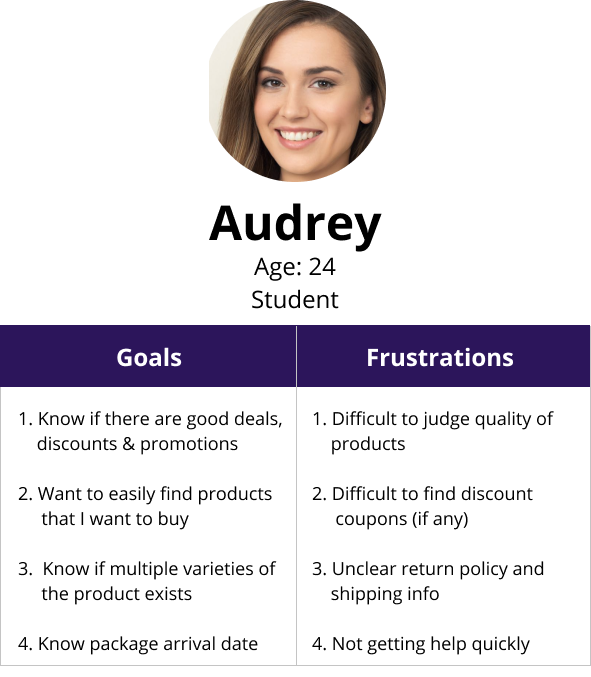 Audrey
Age: 24
Student
Goals
Frustrations
1. Know if there are good deals,
discounts & promotions
2. Want to easily find products
that I want to buy
3. Know if multiple varieties of
the product exists
4. Know package arrival date
1. Difficult to judge quality of
products
2. Difficult to find discount
coupons (if any)
3. Unclear return policy and
shipping info
4. Not getting help quickly